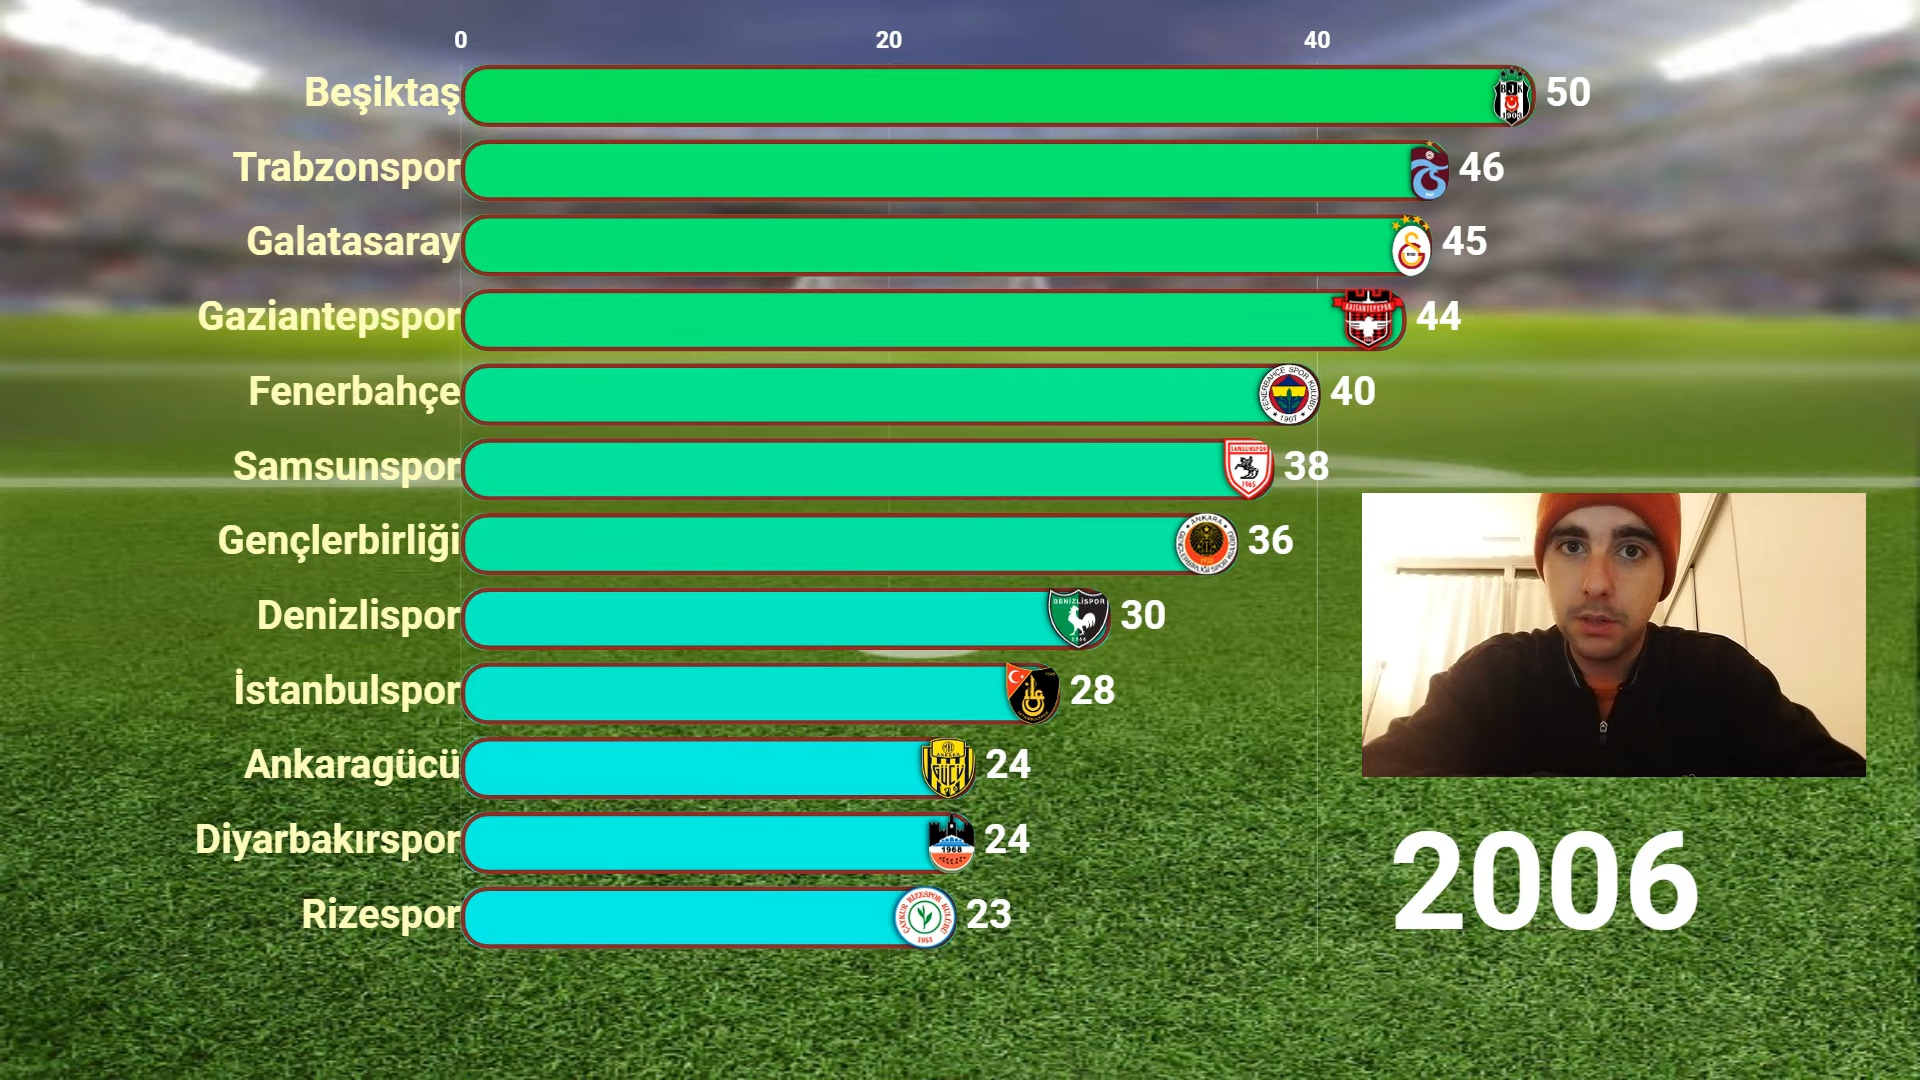 0 20 40
Beşiktaş 50
Trabzonspor 46
Galatasaray 45
Gaziantepspor 44
Fenerbahçe 40
Samsunspor 38
Gençlerbirliği 36
Denizlispor 30
İstanbulspor 28
Ankaragücü 24
Diyarbakırspor 24
1968
Rizespor 23
2006